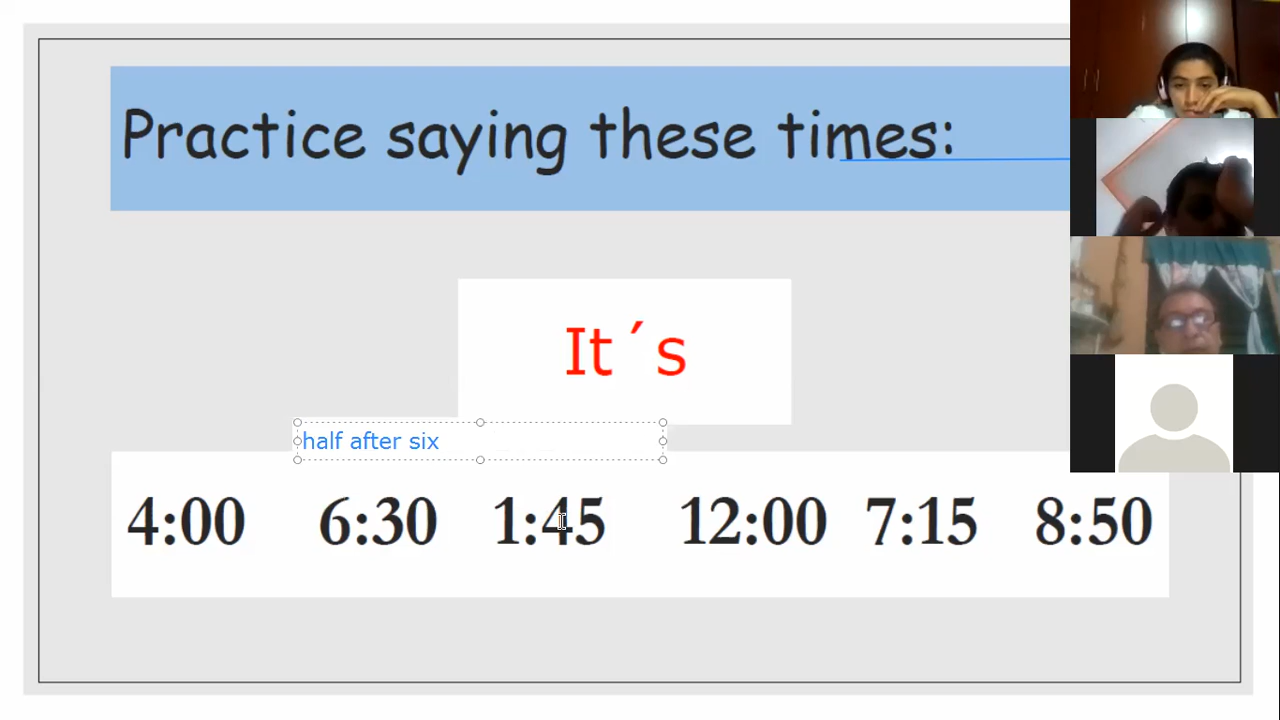 Practice saying these times:
It´s
half after six
4:00 6:30 1:45 12:00 7:15 8:50